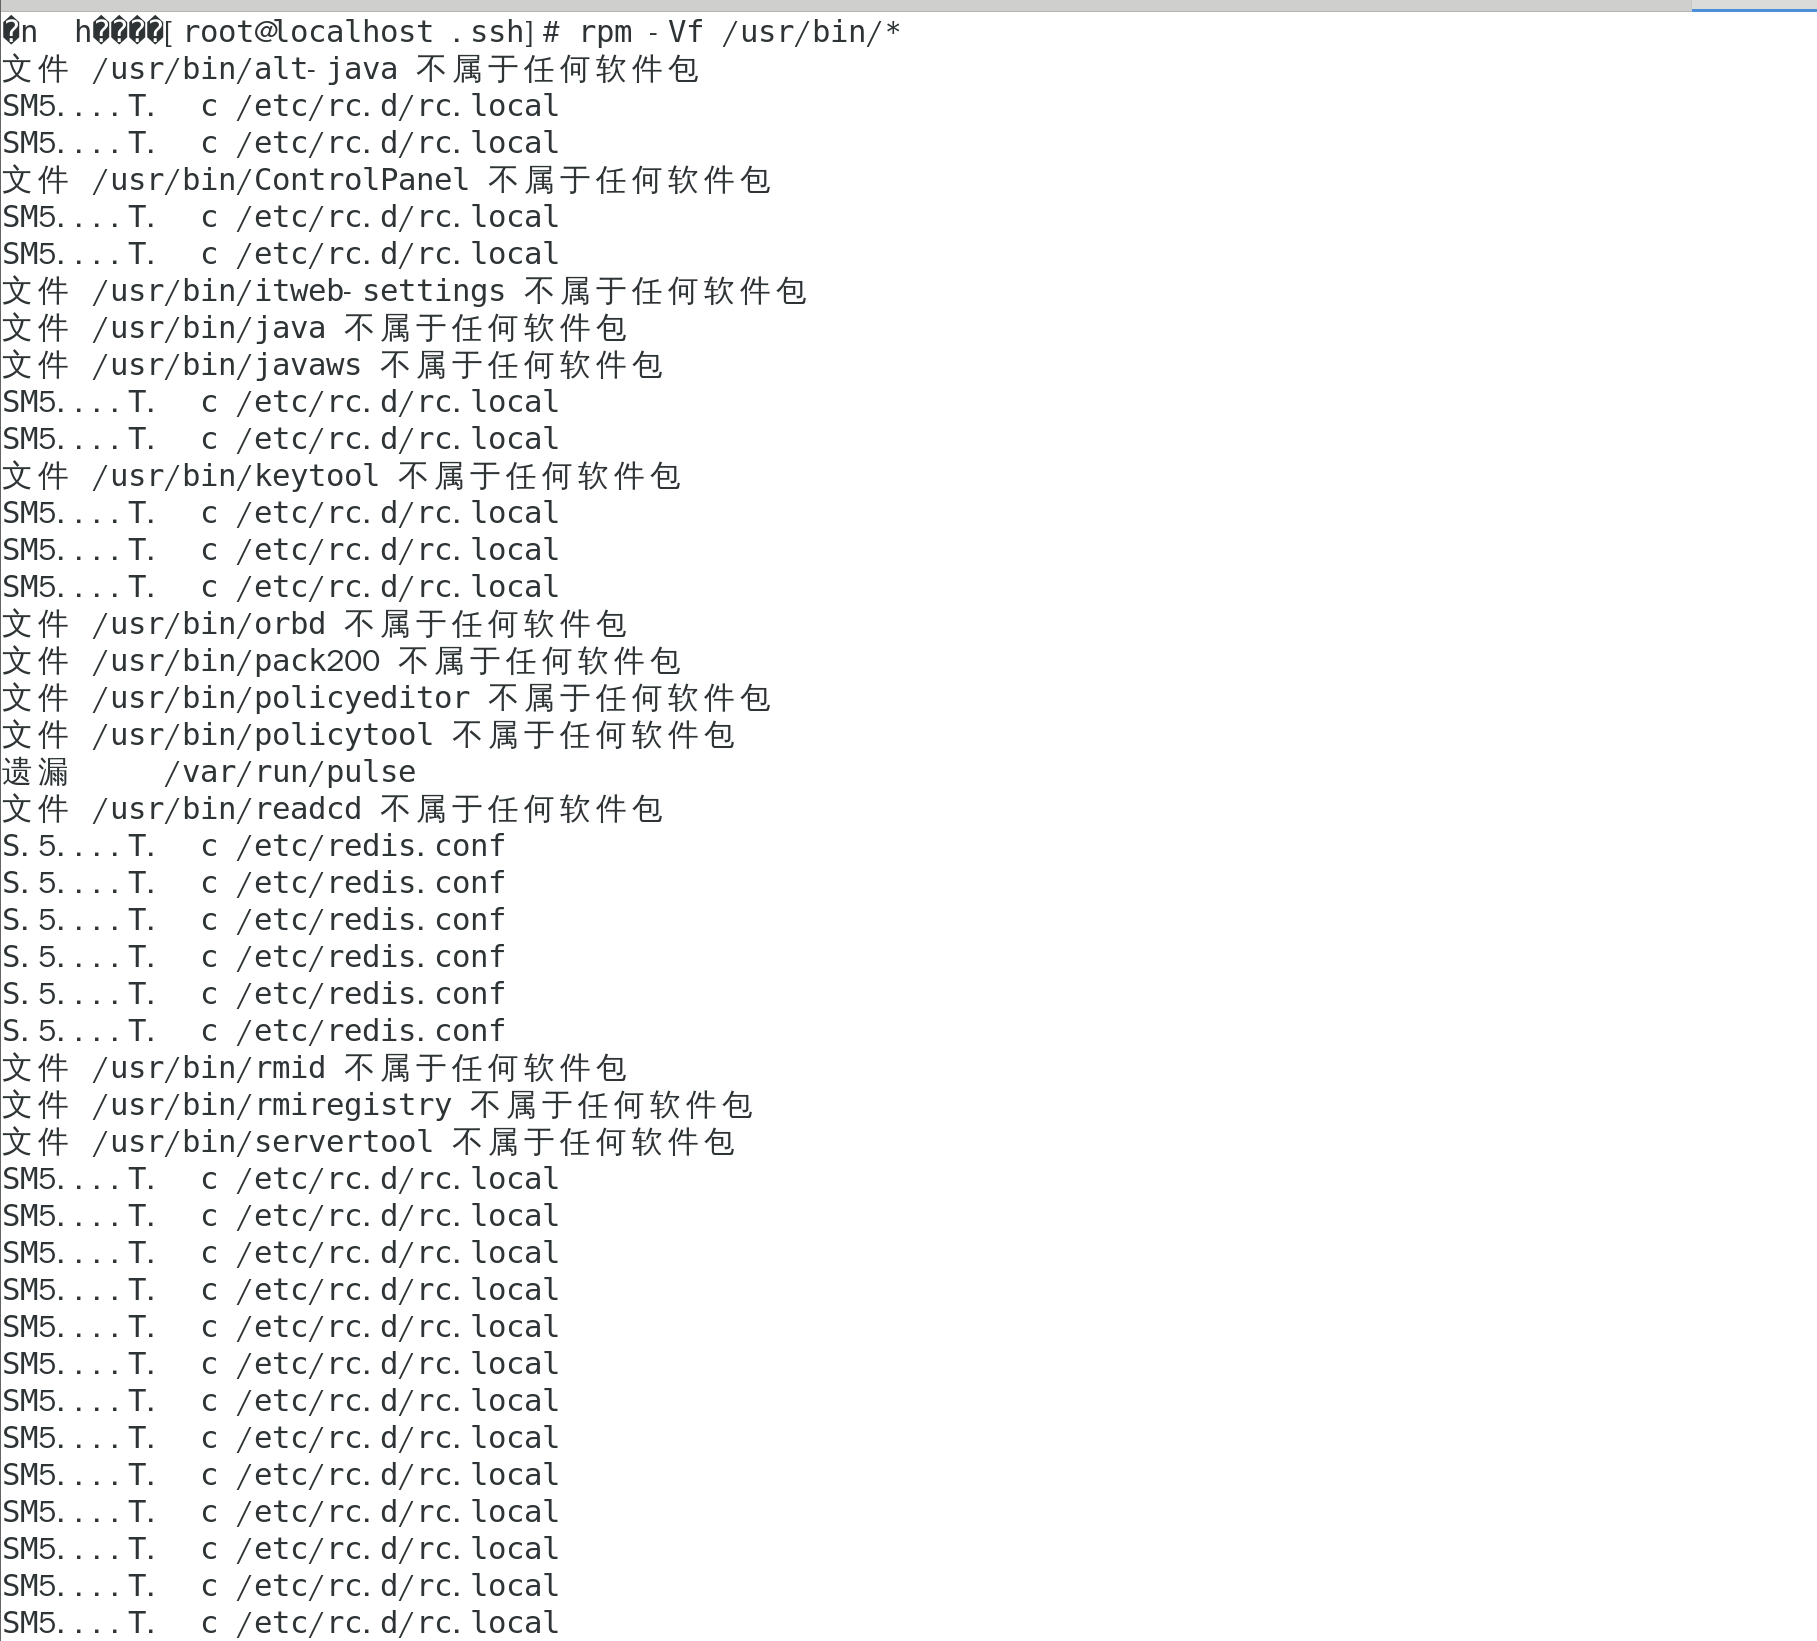 �n  h����[root@localhost .ssh]# rpm -Vf /usr/bin/*
文件 /usr/bin/alt-java 不属于任何软件包
SM5....T.  c /etc/rc.d/rc.local
SM5....T.  c /etc/rc.d/rc.local
文件 /usr/bin/ControlPanel 不属于任何软件包
SM5....T.  c /etc/rc.d/rc.local
SM5....T.  c /etc/rc.d/rc.local
文件 /usr/bin/itweb-settings 不属于任何软件包
文件 /usr/bin/java 不属于任何软件包
文件 /usr/bin/javaws 不属于任何软件包
SM5....T.  c /etc/rc.d/rc.local
SM5....T.  c /etc/rc.d/rc.local
文件 /usr/bin/keytool 不属于任何软件包
SM5....T.  c /etc/rc.d/rc.local
SM5....T.  c /etc/rc.d/rc.local
SM5....T.  c /etc/rc.d/rc.local
文件 /usr/bin/orbd 不属于任何软件包
文件 /usr/bin/pack200 不属于任何软件包
文件 /usr/bin/policyeditor 不属于任何软件包
文件 /usr/bin/policytool 不属于任何软件包
遗漏     /var/run/pulse
文件 /usr/bin/readcd 不属于任何软件包
S.5....T.  c /etc/redis.conf
S.5....T.  c /etc/redis.conf
S.5....T.  c /etc/redis.conf
S.5....T.  c /etc/redis.conf
S.5....T.  c /etc/redis.conf
S.5....T.  c /etc/redis.conf
文件 /usr/bin/rmid 不属于任何软件包
文件 /usr/bin/rmiregistry 不属于任何软件包
文件 /usr/bin/servertool 不属于任何软件包
SM5....T.  c /etc/rc.d/rc.local
SM5....T.  c /etc/rc.d/rc.local
SM5....T.  c /etc/rc.d/rc.local
SM5....T.  c /etc/rc.d/rc.local
SM5....T.  c /etc/rc.d/rc.local
SM5....T.  c /etc/rc.d/rc.local
SM5....T.  c /etc/rc.d/rc.local
SM5....T.  c /etc/rc.d/rc.local
SM5....T.  c /etc/rc.d/rc.local
SM5....T.  c /etc/rc.d/rc.local
SM5....T.  c /etc/rc.d/rc.local
SM5....T.  c /etc/rc.d/rc.local
SM5....T.  c /etc/rc.d/rc.local